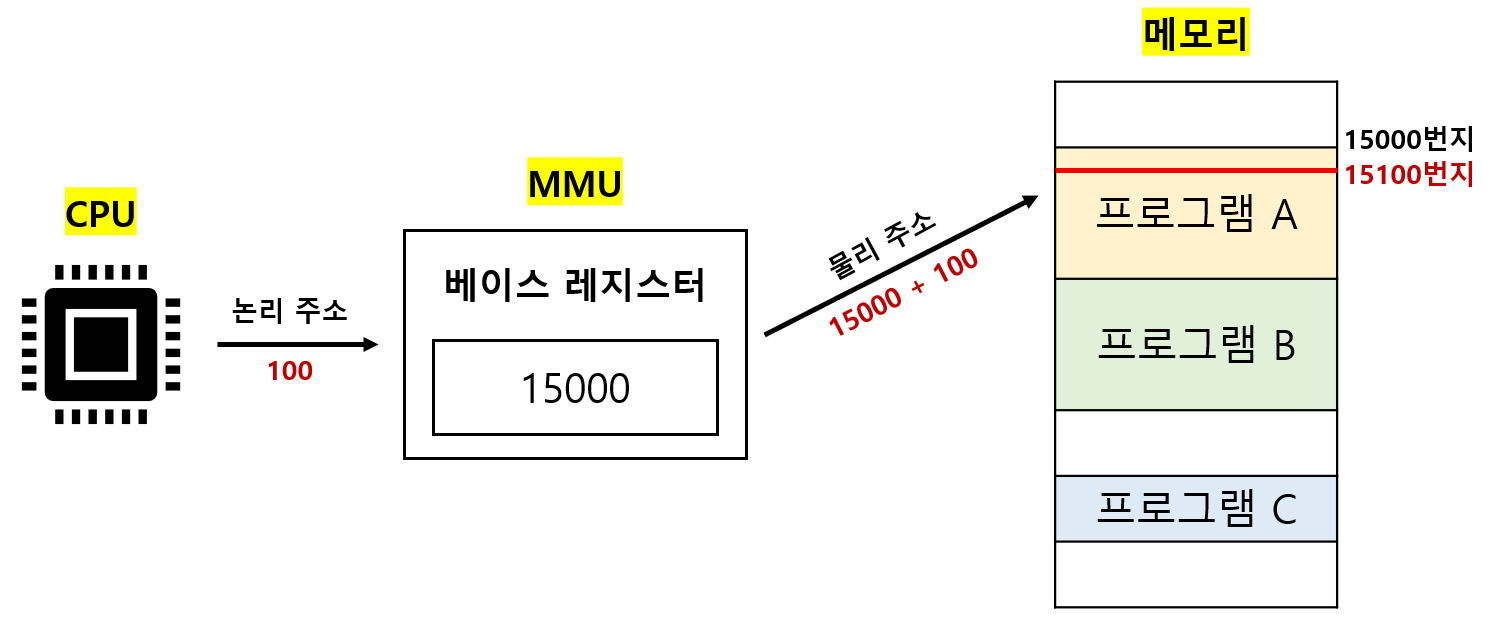 CPU
논리 주소
100
MMU
베이스 레지스터
15000
물리 주소
15000 + 100
메모리
15000번지
15100번지
프로그램 A
프로그램 B
프로그램 C